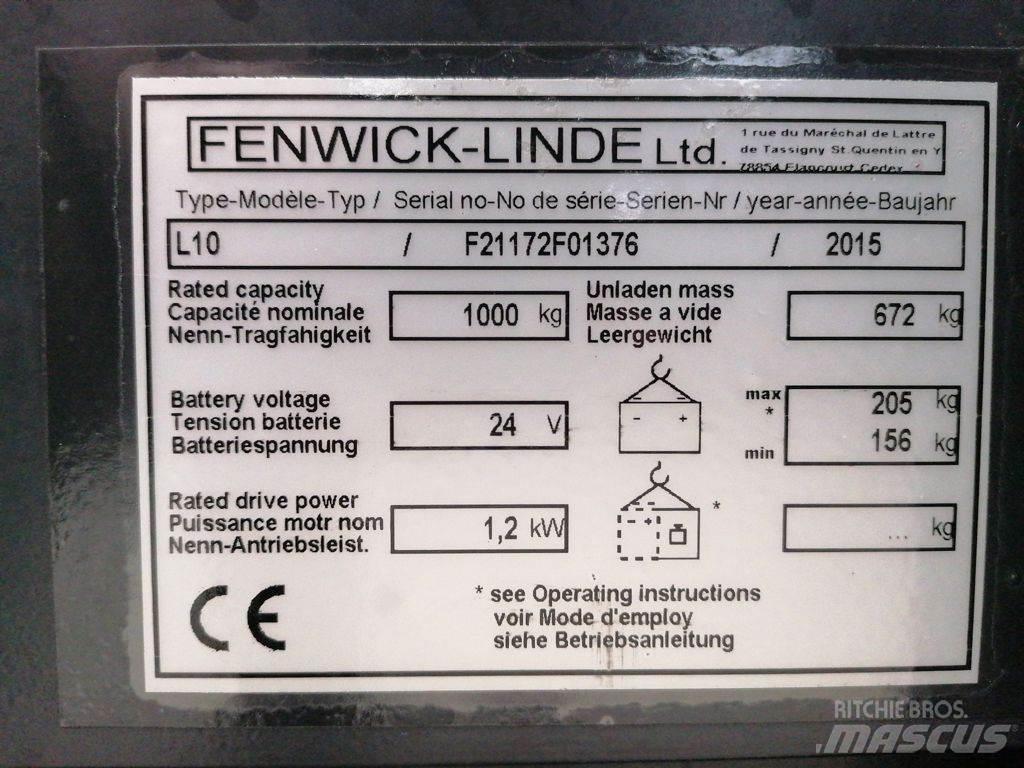 FENWICK-LINDE Ltd.
1 rue du Maréchal de Lattre
de Tassigny St.Quentin en Y
Type-Modèle-Typ / Serial no-No de série-Serien-Nr / year-année-Baujahr
L10 / F21172F01376 / 2015
Rated capacity
Capacité nominale
Nenn-Tragfahigkeit
1000 kg
Unladen mass
Masse a vide
Leergewicht
672 kg
Battery voltage
Tension batterie
Batteriespannung
24 V
- +
max 205 kg
*
min 156 kg
Rated drive power
Puissance motr nom
Nenn-Antriebsleist.
1,2 kW
- +
*
... kg
CE
* see Operating instructions
voir Mode d'employ
siehe Betriebsanleitung
RITCHIE BROS.
MASCUS